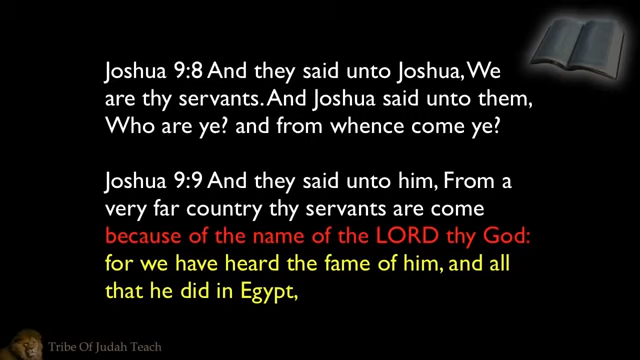 Joshua 9:8 And they said unto Joshua, We
are thy servants. And Joshua said unto them,
Who are ye? and from whence come ye?
Joshua 9:9 And they said unto him, From a
very far country thy servants are come
because of the name of the LORD thy God:
for we have heard the fame of him, and all
that he did in Egypt,
Tribe Of Judah Teach